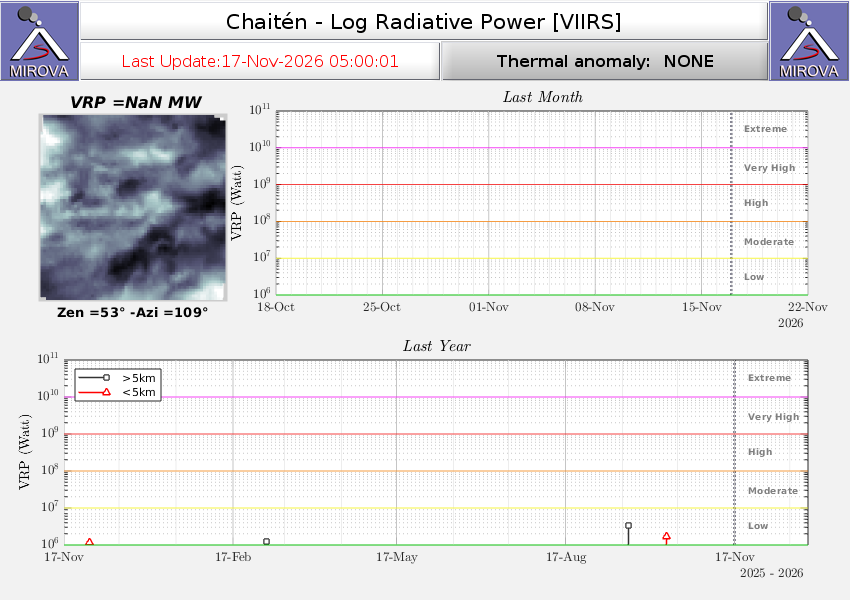 Chaitén - Log Radiative Power [VIIRS]
MIROVA
Last Update:17-Nov-2026 05:00:01
Thermal anomaly: NONE
MIROVA
VRP =NaN MW
Zen =53° -Azi =109°
Last Month
VRP (Watt)
10¹¹
10¹⁰
10⁹
10⁸
10⁷
10⁶
Extreme
Very High
High
Moderate
Low
18-Oct 25-Oct 01-Nov 08-Nov 15-Nov 22-Nov
2026
Last Year
VRP (Watt)
10¹¹
10¹⁰
10⁹
10⁸
10⁷
10⁶
>5km
<5km
Extreme
Very High
High
Moderate
Low
17-Nov 17-Feb 17-May 17-Aug 17-Nov
2025 - 2026